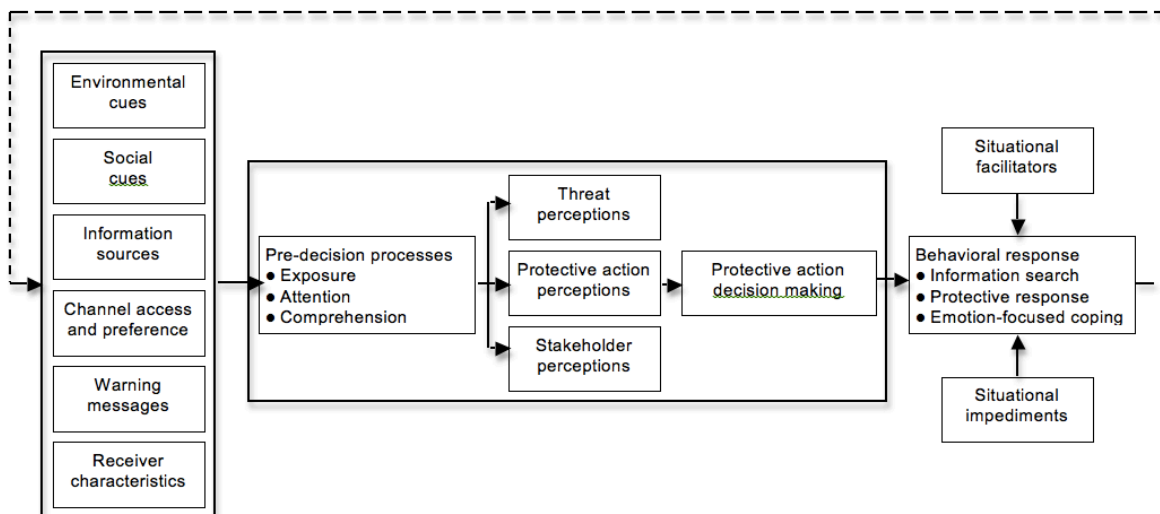 Environmental
cues
Social
cues
Information
sources
Channel access
and preference
Warning
messages
Receiver
characteristics
Pre-decision processes
● Exposure
● Attention
● Comprehension
Threat
perceptions
Protective action
perceptions
Stakeholder
perceptions
Protective action
decision making
Situational
facilitators
Behavioral response
● Information search
● Protective response
● Emotion-focused coping
Situational
impediments